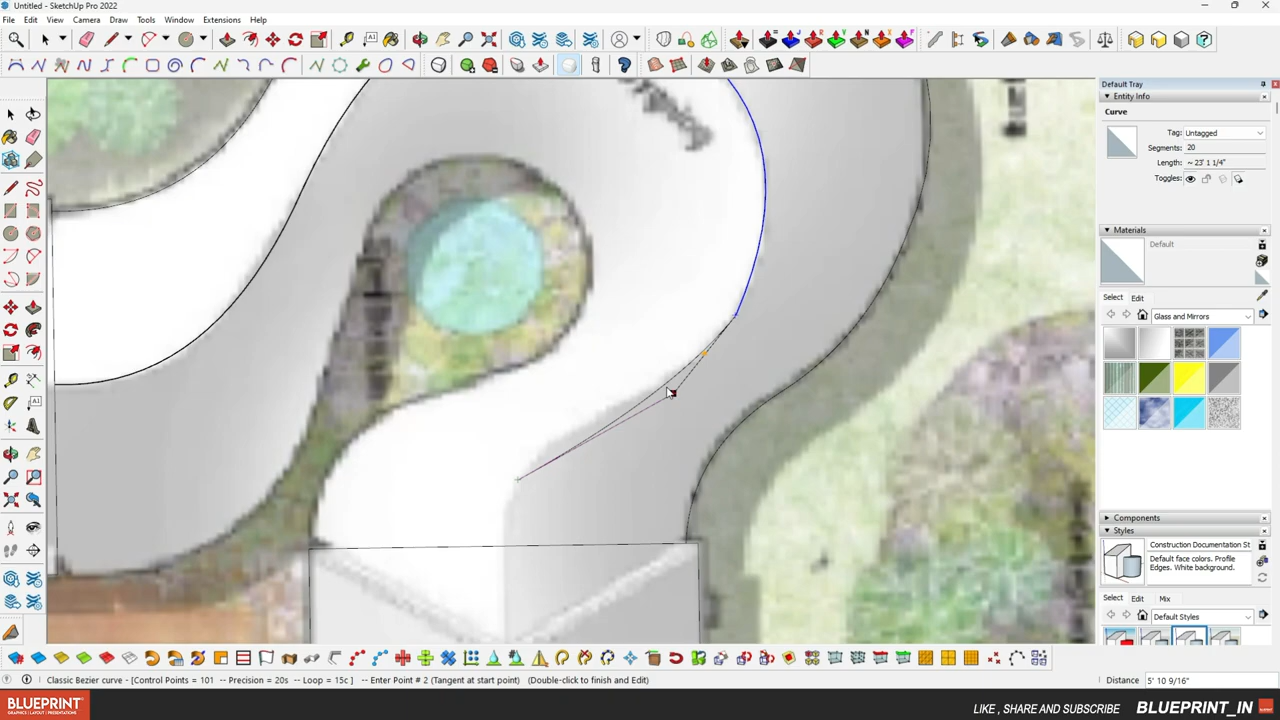 Untitled - SketchUp Pro 2022
File Edit View Camera Draw Tools Window Extensions Help
Default Tray
Entity Info
Curve
Tag: Untagged
Segments: 20
Length: ~ 23' 1 1/4"
Toggles:
Materials
Default
Select Edit
Glass and Mirrors
Components
Styles
Construction Documentation St
Default face colors. Profile
Edges. White background.
Select Edit Mix
Default Styles
Classic Bezier curve - [Control Points = 101 -- Precision = 20s -- Loop = 15c ] -- Enter Point # 2 (Tangent at start point) (Double-click to finish and Edit)
Distance 5' 10 9/16"
BLUEPRINT
LIKE , SHARE AND SUBSCRIBE BLUEPRINT_IN